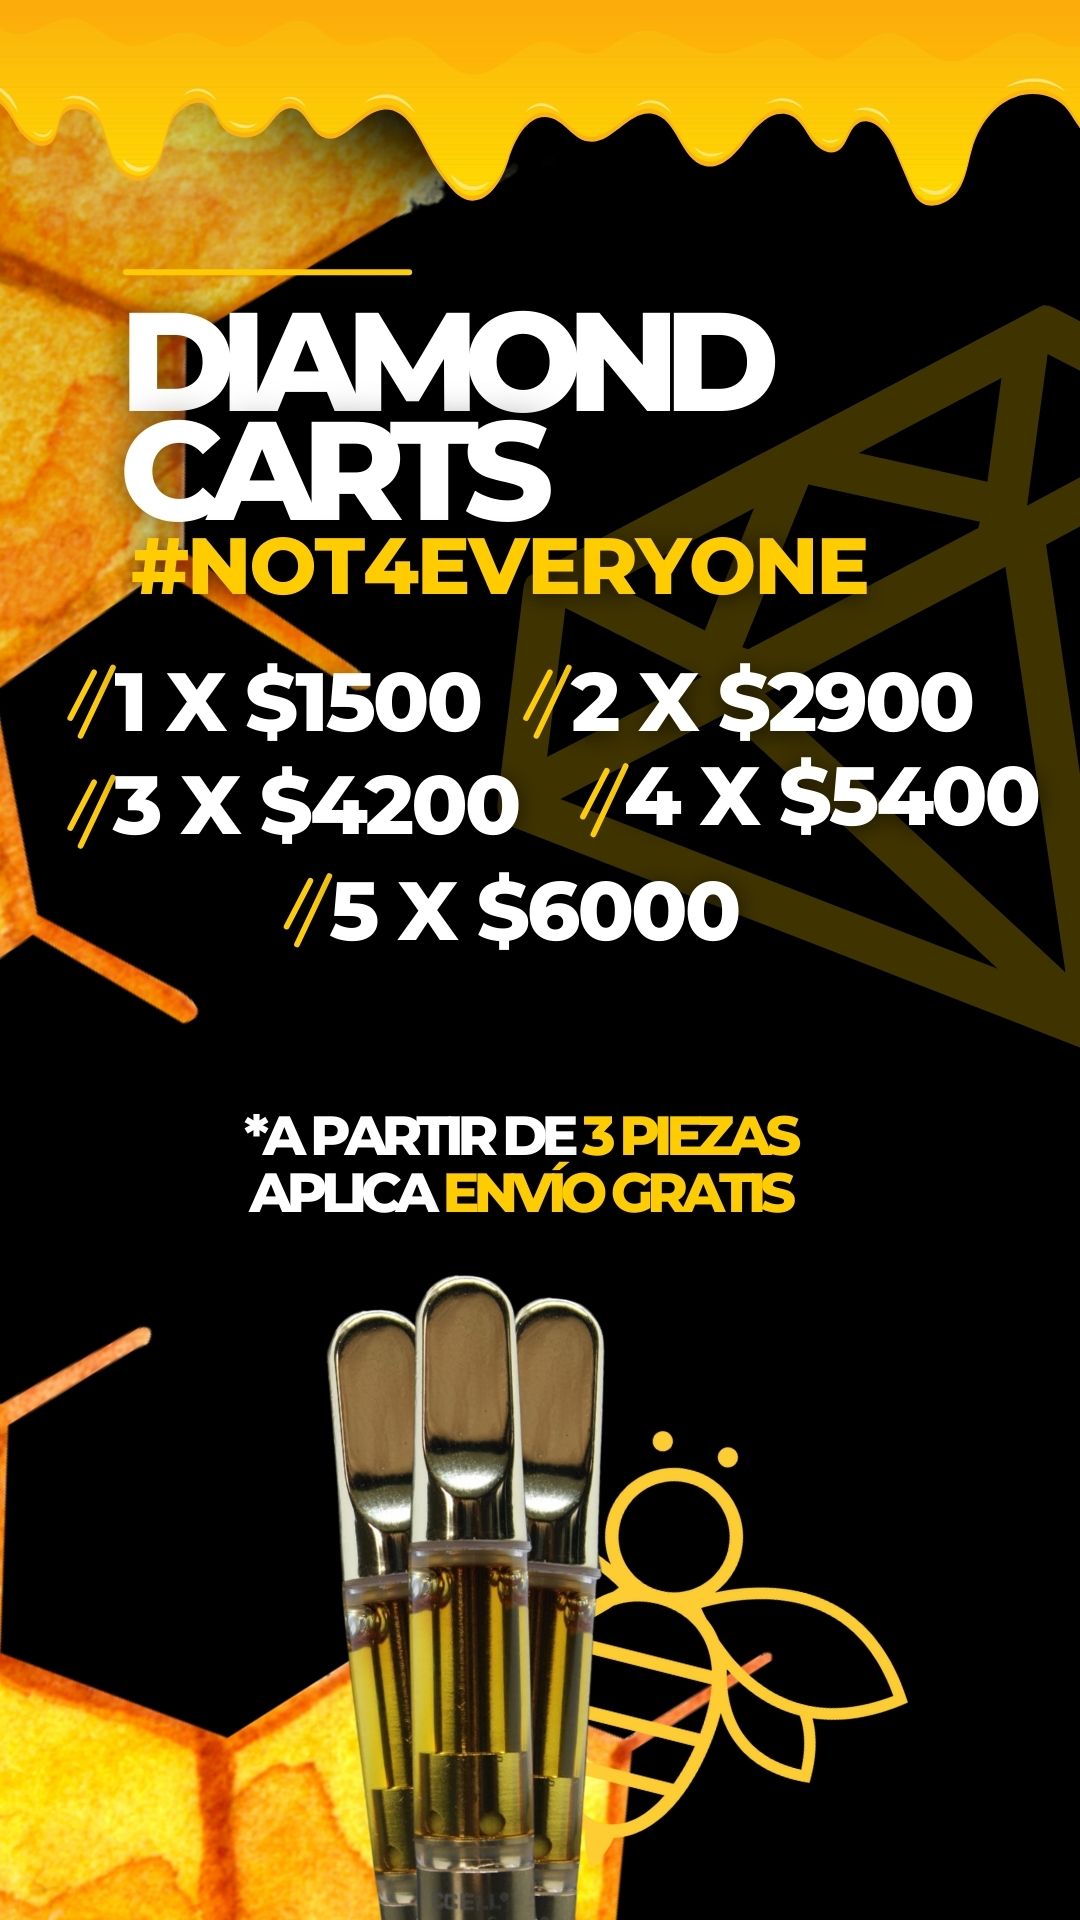 DIAMOND
CARTS
#NOT4EVERYONE
//1 X $1500 //2 X $2900
//3 X $4200 //4 X $5400
//5 X $6000
*A PARTIR DE 3 PIEZAS
APLICA ENVÍO GRATIS
CCELL